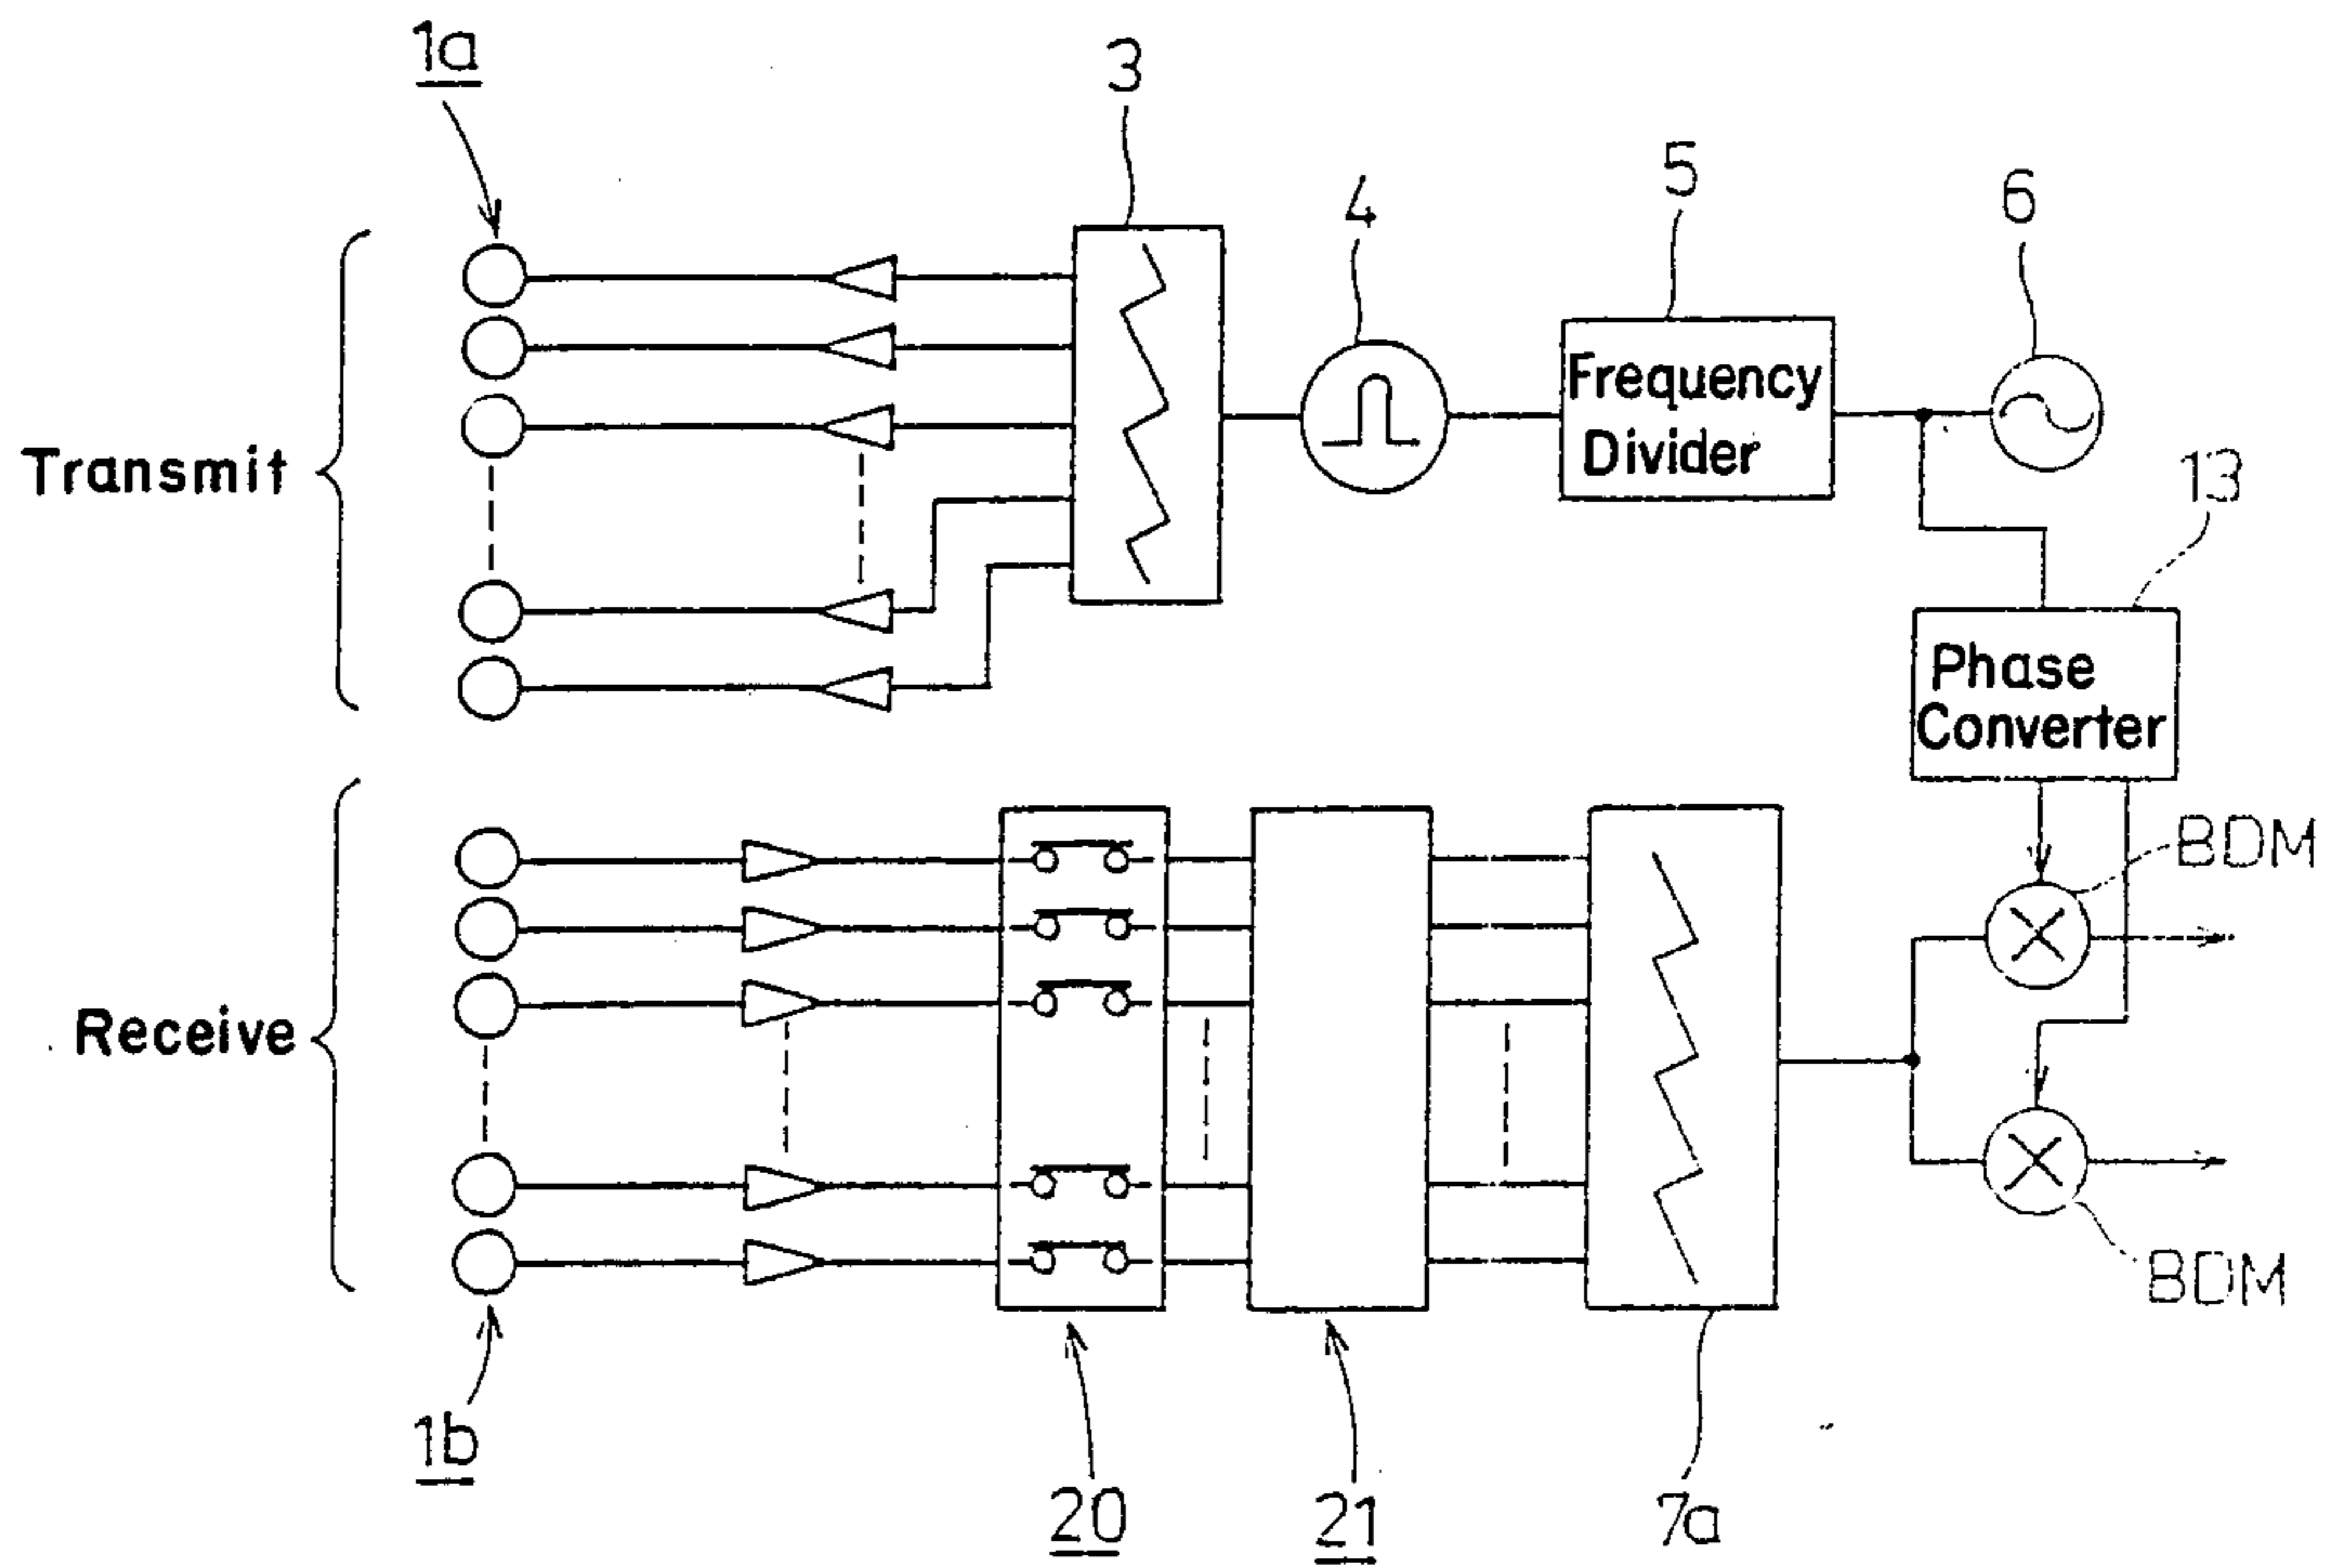 1a
3
4
5
6
Transmit
Frequency
Divider
13
Phase
Converter
BDM
Receive
BDM
1b
20
21
7a